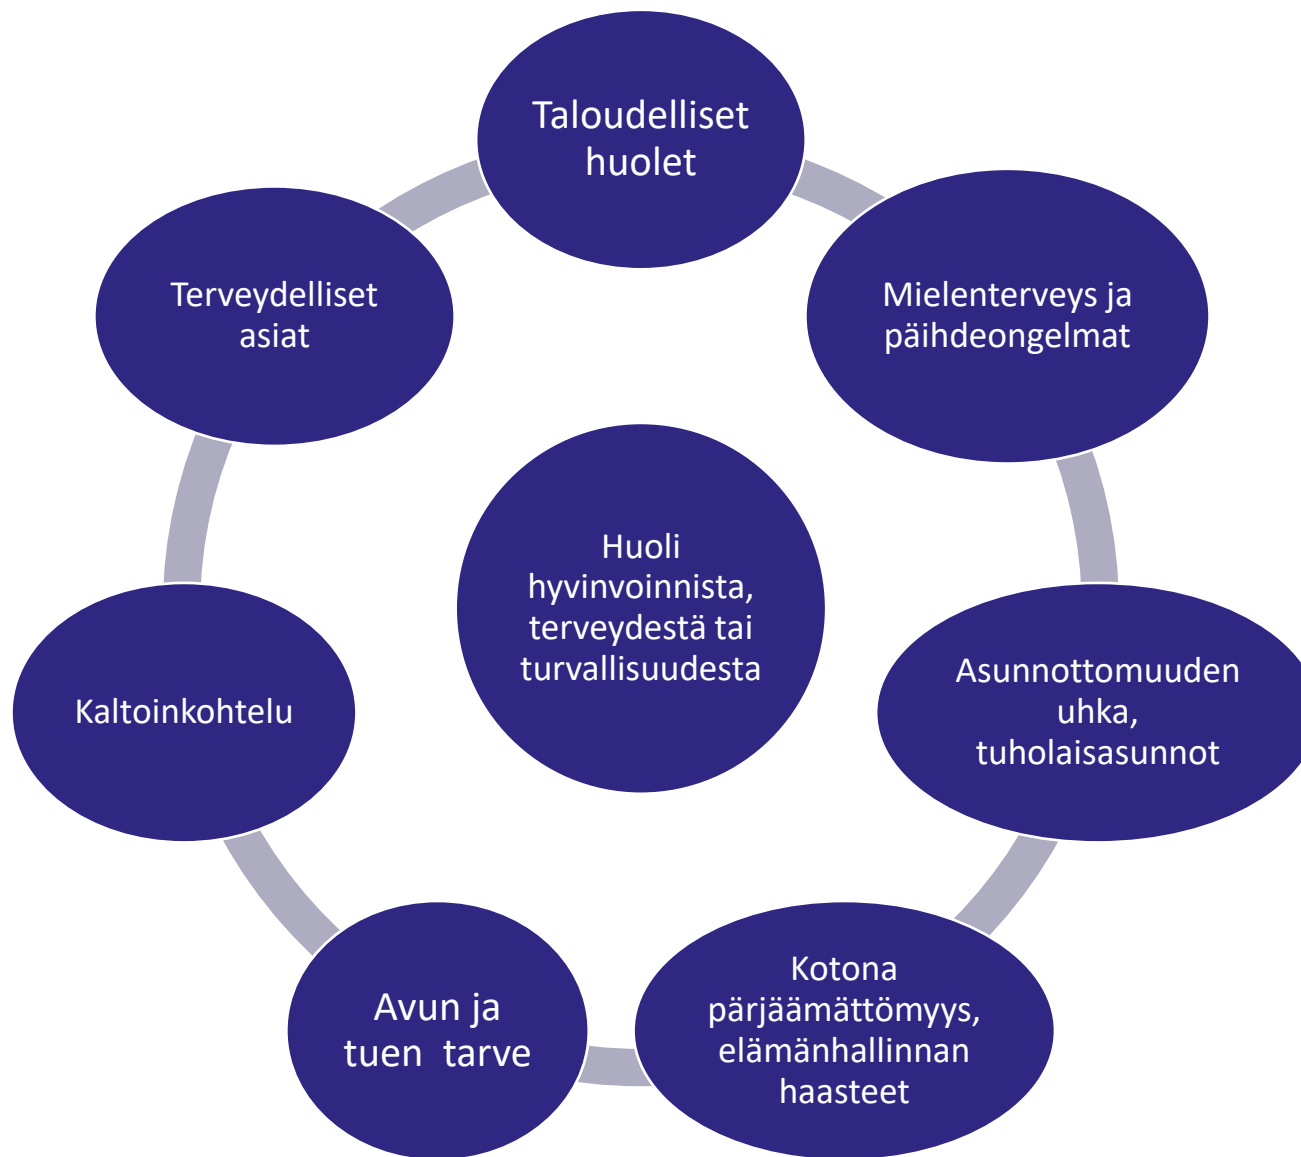 Taloudelliset
huolet
Mielenterveys ja
päihdeongelmat
Asunnottomuuden
uhka,
tuholaisasunnot
Kotona
pärjäämättömyys,
elämänhallinnan
haasteet
Avun ja
tuen  tarve
Kaltoinkohtelu
Terveydelliset
asiat
Huoli
hyvinvoinnista,
terveydestä tai
turvallisuudesta